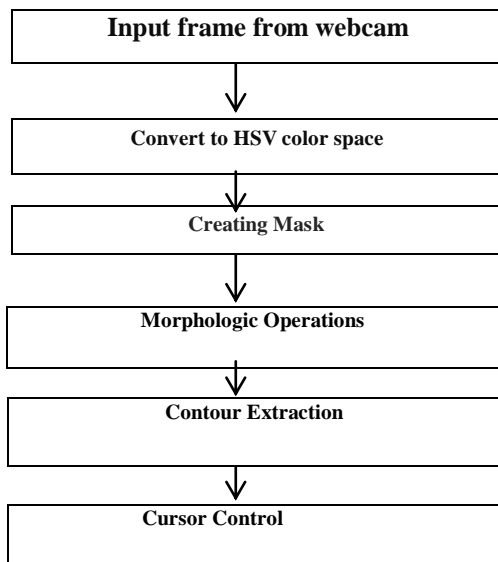 Input frame from webcam
Convert to HSV color space
Creating Mask
Morphologic Operations
Contour Extraction
Cursor Control